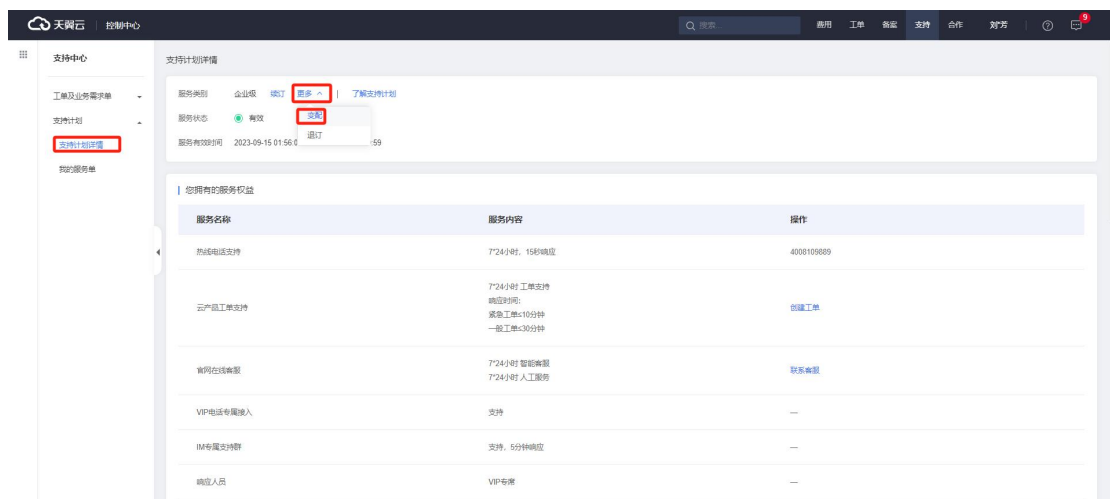 天翼云 | 控制中心
搜索...
费用 工单 备案 支持 合作 刘*芳 9
支持中心
工单及业务需求单
支持计划
支持计划详情
我的服务单
支持计划详情
服务类别 企业级 续订 更多 | 了解支持计划
变配
退订
服务状态 有效
服务有效时间 2023-09-15 01:56:0 :59
您拥有的服务权益
服务名称 服务内容 操作
热线电话支持 7*24小时，15秒响应 4008109889
云产品工单支持
7*24小时 工单支持
响应时间:
紧急工单≤10分钟
一般工单≤30分钟
创建工单
官网在线客服
7*24小时 智能客服
7*24小时 人工服务
联系客服
VIP电话专属接入 支持 —
IM专属支持群 支持，5分钟响应 —
响应人员 VIP专席 —